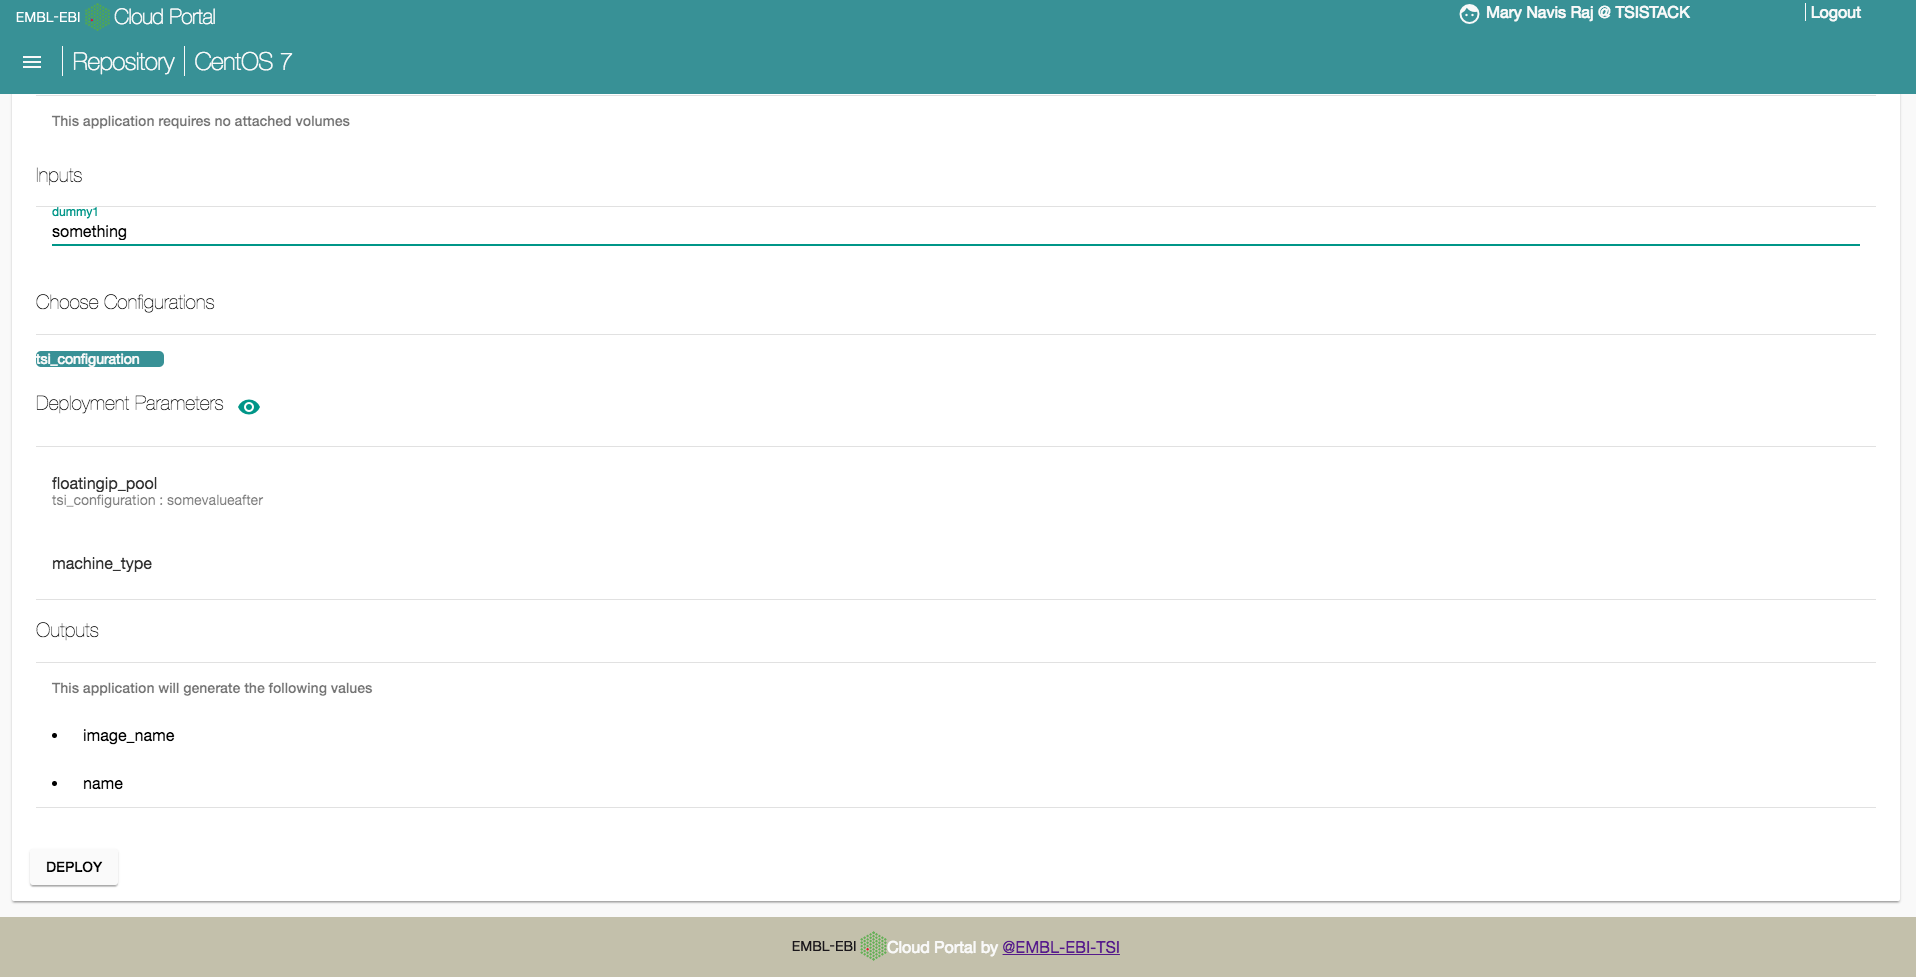 EMBL-EBI Cloud Portal
Mary Navis Raj @ TSISTACK
Logout
Repository
CentOS 7
This application requires no attached volumes
Inputs
dummy1
something
Choose Configurations
tsi_configuration
Deployment Parameters
floatingip_pool
tsi_configuration : somevalueafter
machine_type
Outputs
This application will generate the following values
• image_name
• name
DEPLOY
EMBL-EBI Cloud Portal by @EMBL-EBI-TSI